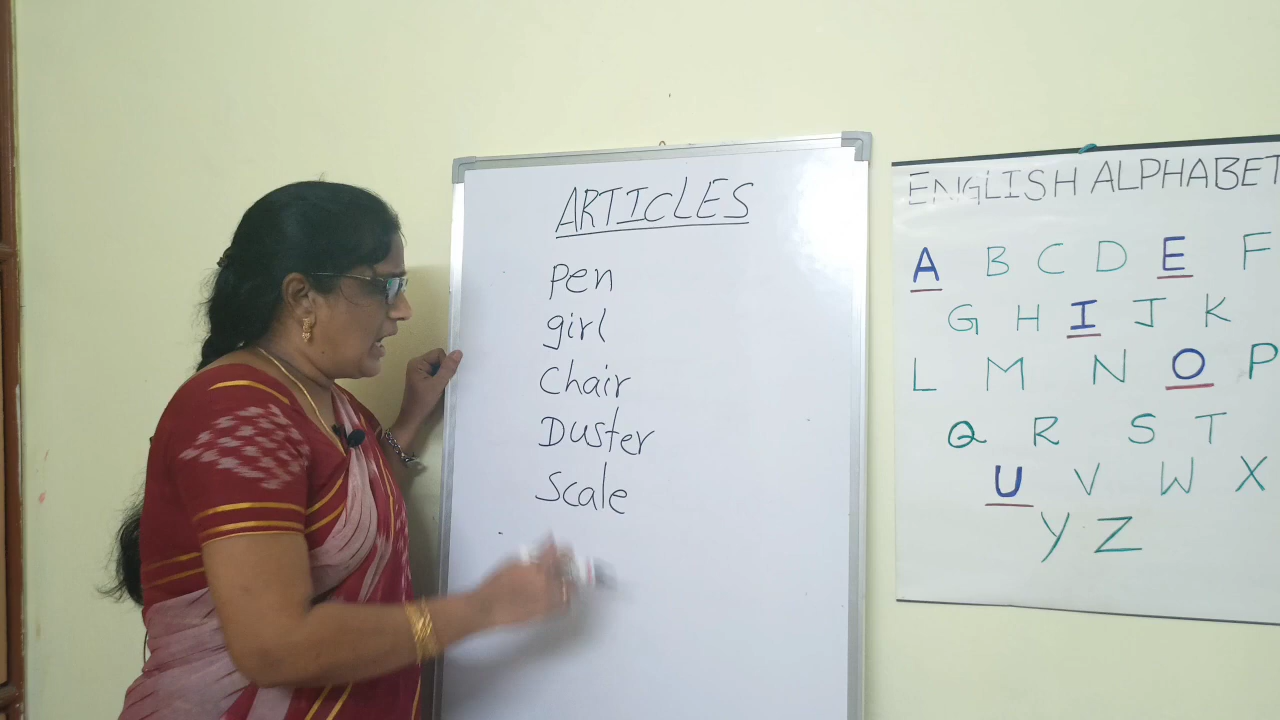 ARTICLES
Pen
girl
Chair
Duster
Scale
ENGLISH ALPHABET
A B C D E F
G H I J K
L M N O P
Q R S T
U V W X
Y Z